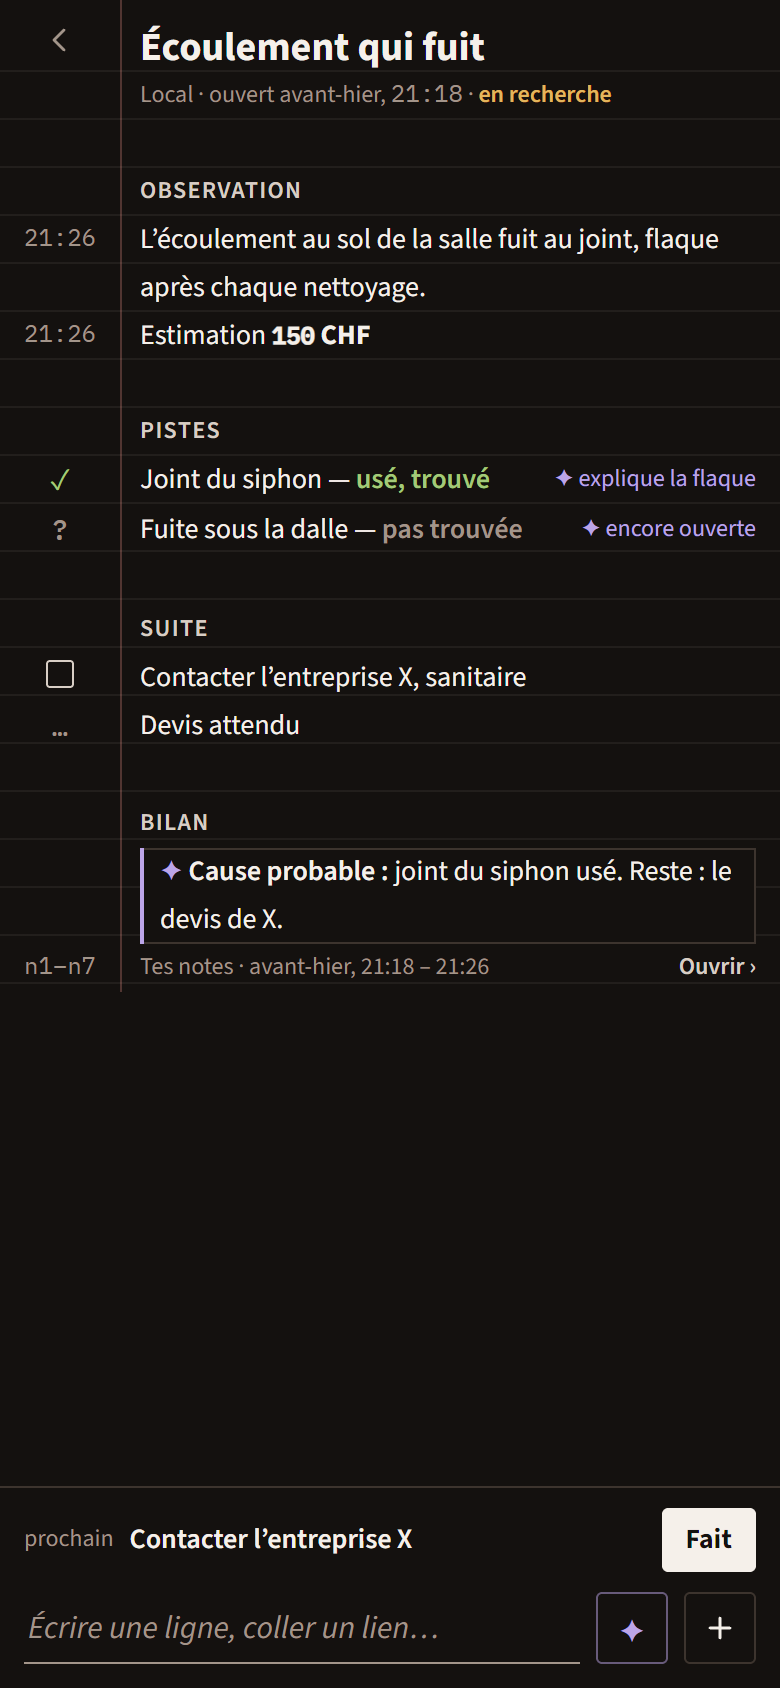 Écoulement qui fuit
Local · ouvert avant-hier, 21:18 · en recherche
OBSERVATION
21:26 L’écoulement au sol de la salle fuit au joint, flaque
après chaque nettoyage.
21:26 Estimation 150 CHF
PISTES
✓ Joint du siphon — usé, trouvé ✦ explique la flaque
? Fuite sous la dalle — pas trouvée ✦ encore ouverte
SUITE
Contacter l’entreprise X, sanitaire
… Devis attendu
BILAN
✦ Cause probable : joint du siphon usé. Reste : le
devis de X.
n1–n7 Tes notes · avant-hier, 21:18 – 21:26 Ouvrir ›
prochain Contacter l’entreprise X Fait
Écrire une ligne, coller un lien… ✦ +